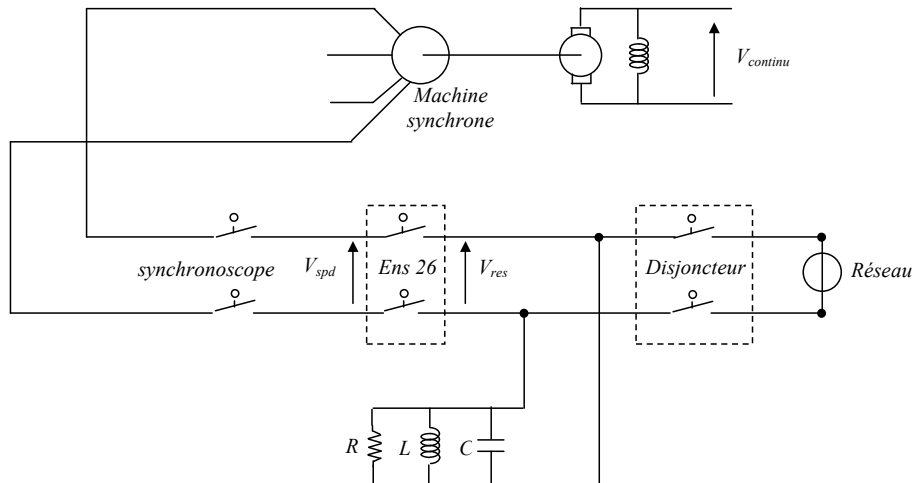 V_continu
Machine
synchrone
synchronoscope
V_spd
Ens 26
V_res
Disjoncteur
Réseau
R
L
C